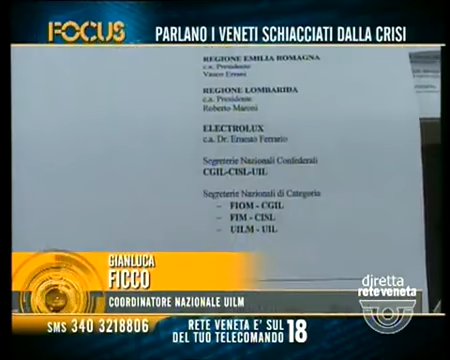 FOCUS
PARLANO I VENETI SCHIACCIATI DALLA CRISI
REGIONE EMILIA ROMAGNA
c.a. Presidente
Vasco Errani
REGIONE LOMBARIDA
c.a. Presidente
Roberto Maroni
ELECTROLUX
c.a. Dr. Ernesto Ferrario
Segreterie Nazionali Confederali
CGIL-CISL-UIL
Segreterie Nazionali di Categoria
– FIOM - CGIL
– FIM - CISL
– UILM - UIL
GIANLUCA
FICCO
COORDINATORE NAZIONALE UILM
diretta
reteveneta
SMS 340 3218806
RETE VENETA E' SUL
DEL TUO TELECOMANDO 18